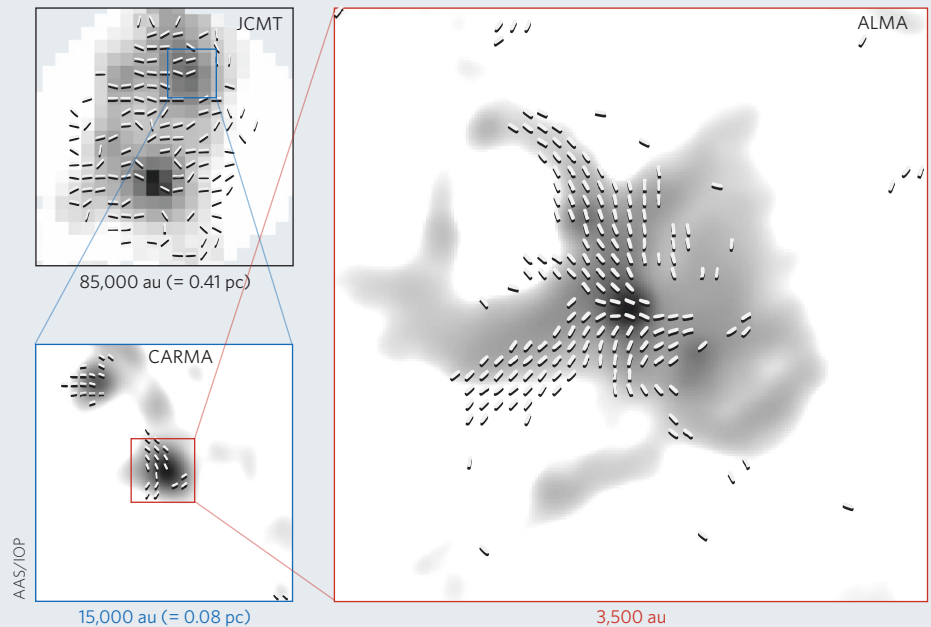 JCMT
85,000 au (= 0.41 pc)
CARMA
15,000 au (= 0.08 pc)
AAS/IOP
ALMA
3,500 au